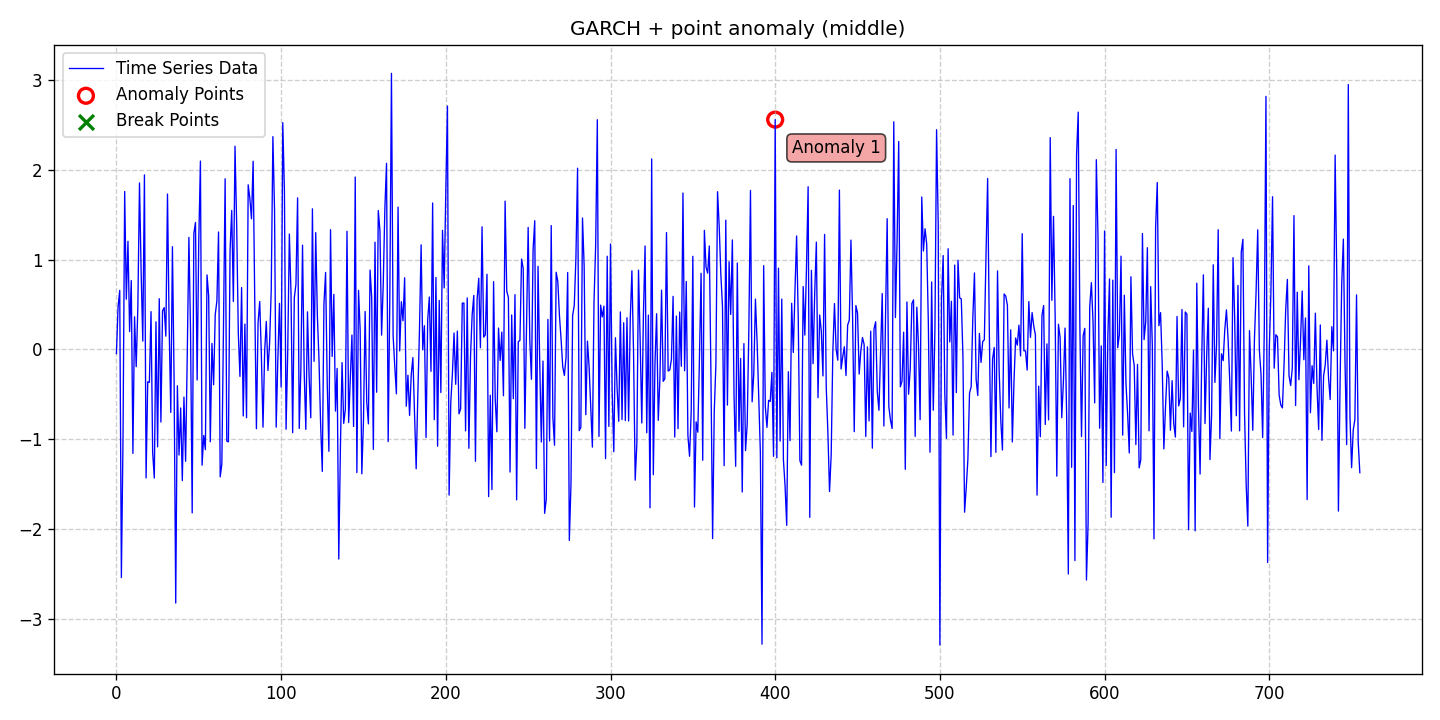 GARCH + point anomaly (middle)
Time Series Data
Anomaly Points
Break Points
Anomaly 1
3
2
1
0
−1
−2
−3
0 100 200 300 400 500 600 700